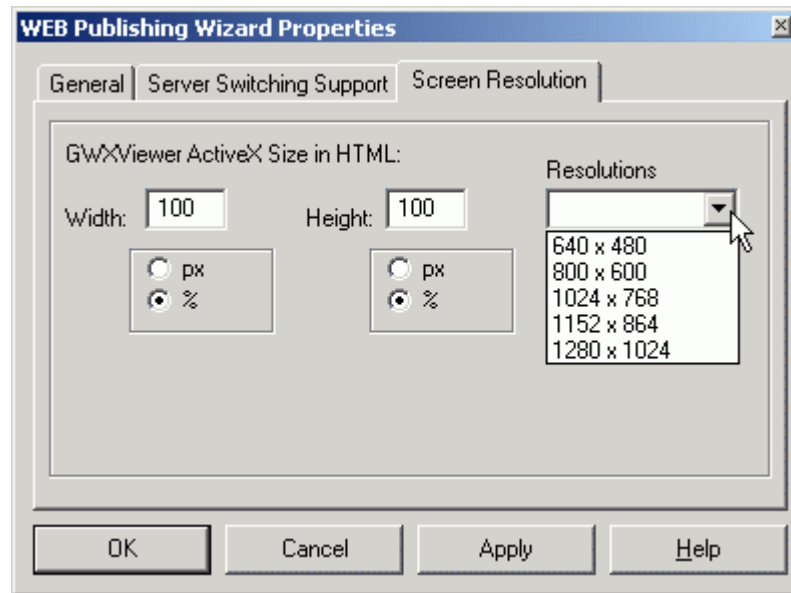 WEB Publishing Wizard Properties
General Server Switching Support Screen Resolution
GWXViewer ActiveX Size in HTML:
Resolutions
Width: 100 Height: 100
px px
% %
640 x 480
800 x 600
1024 x 768
1152 x 864
1280 x 1024
OK Cancel Apply Help